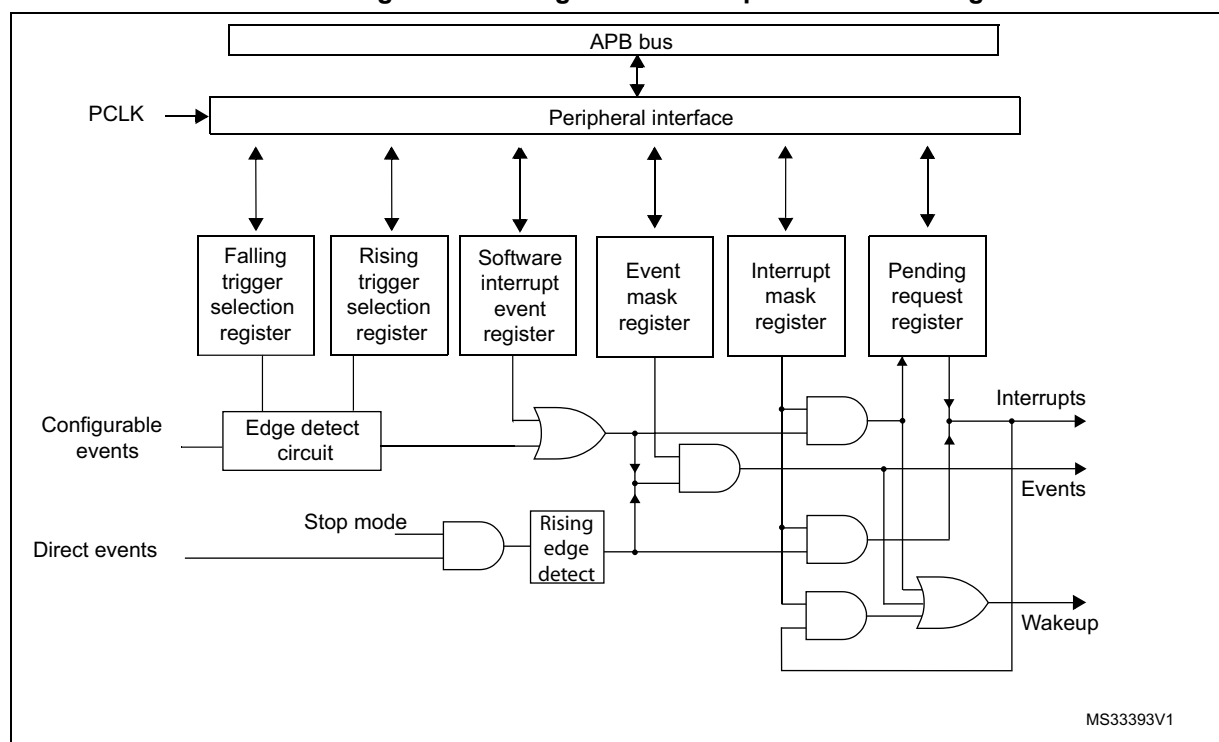 APB bus
PCLK
Peripheral interface
Falling
trigger
selection
register
Rising
trigger
selection
register
Software
interrupt
event
register
Event
mask
register
Interrupt
mask
register
Pending
request
register
Configurable
events
Edge detect
circuit
Interrupts
Events
Stop mode
Direct events
Rising
edge
detect
Wakeup
MS33393V1